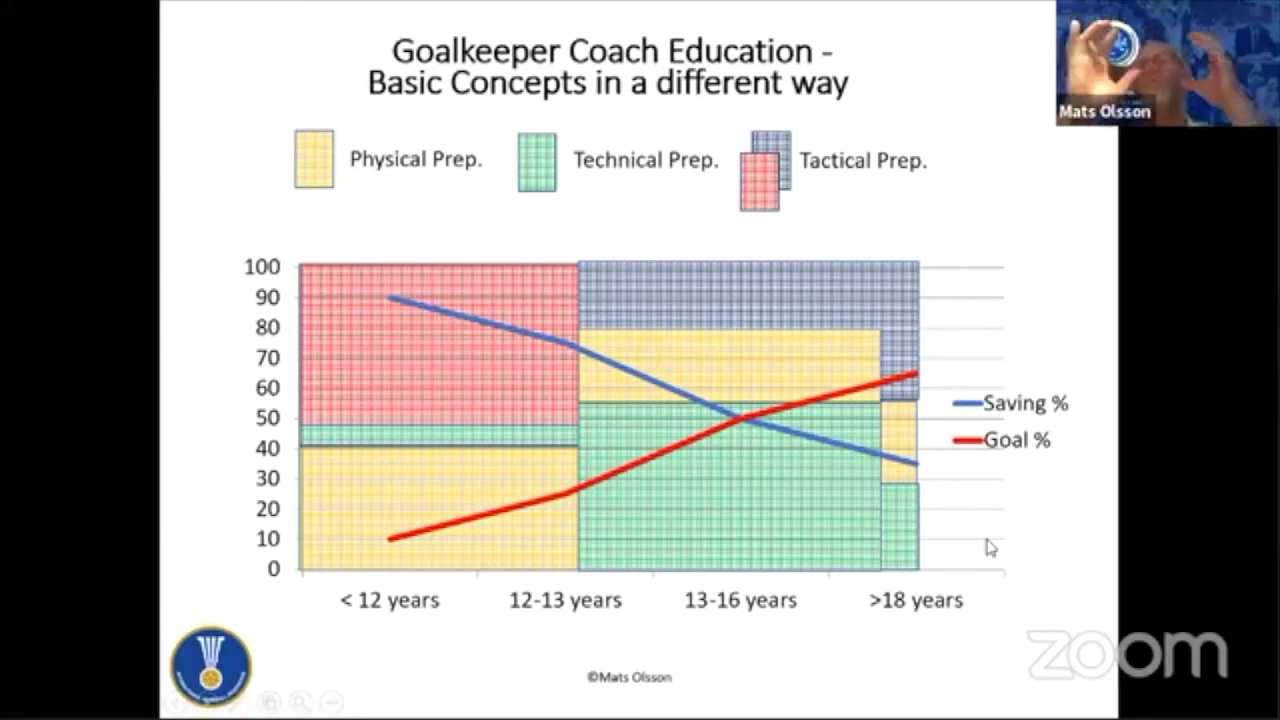 Goalkeeper Coach Education -
Basic Concepts in a different way
Mats Olsson
Physical Prep.
Technical Prep.
Tactical Prep.
100
90
80
70
60
50
40
30
20
10
0
Saving %
Goal %
< 12 years
12-13 years
13-16 years
>18 years
©Mats Olsson
zoom